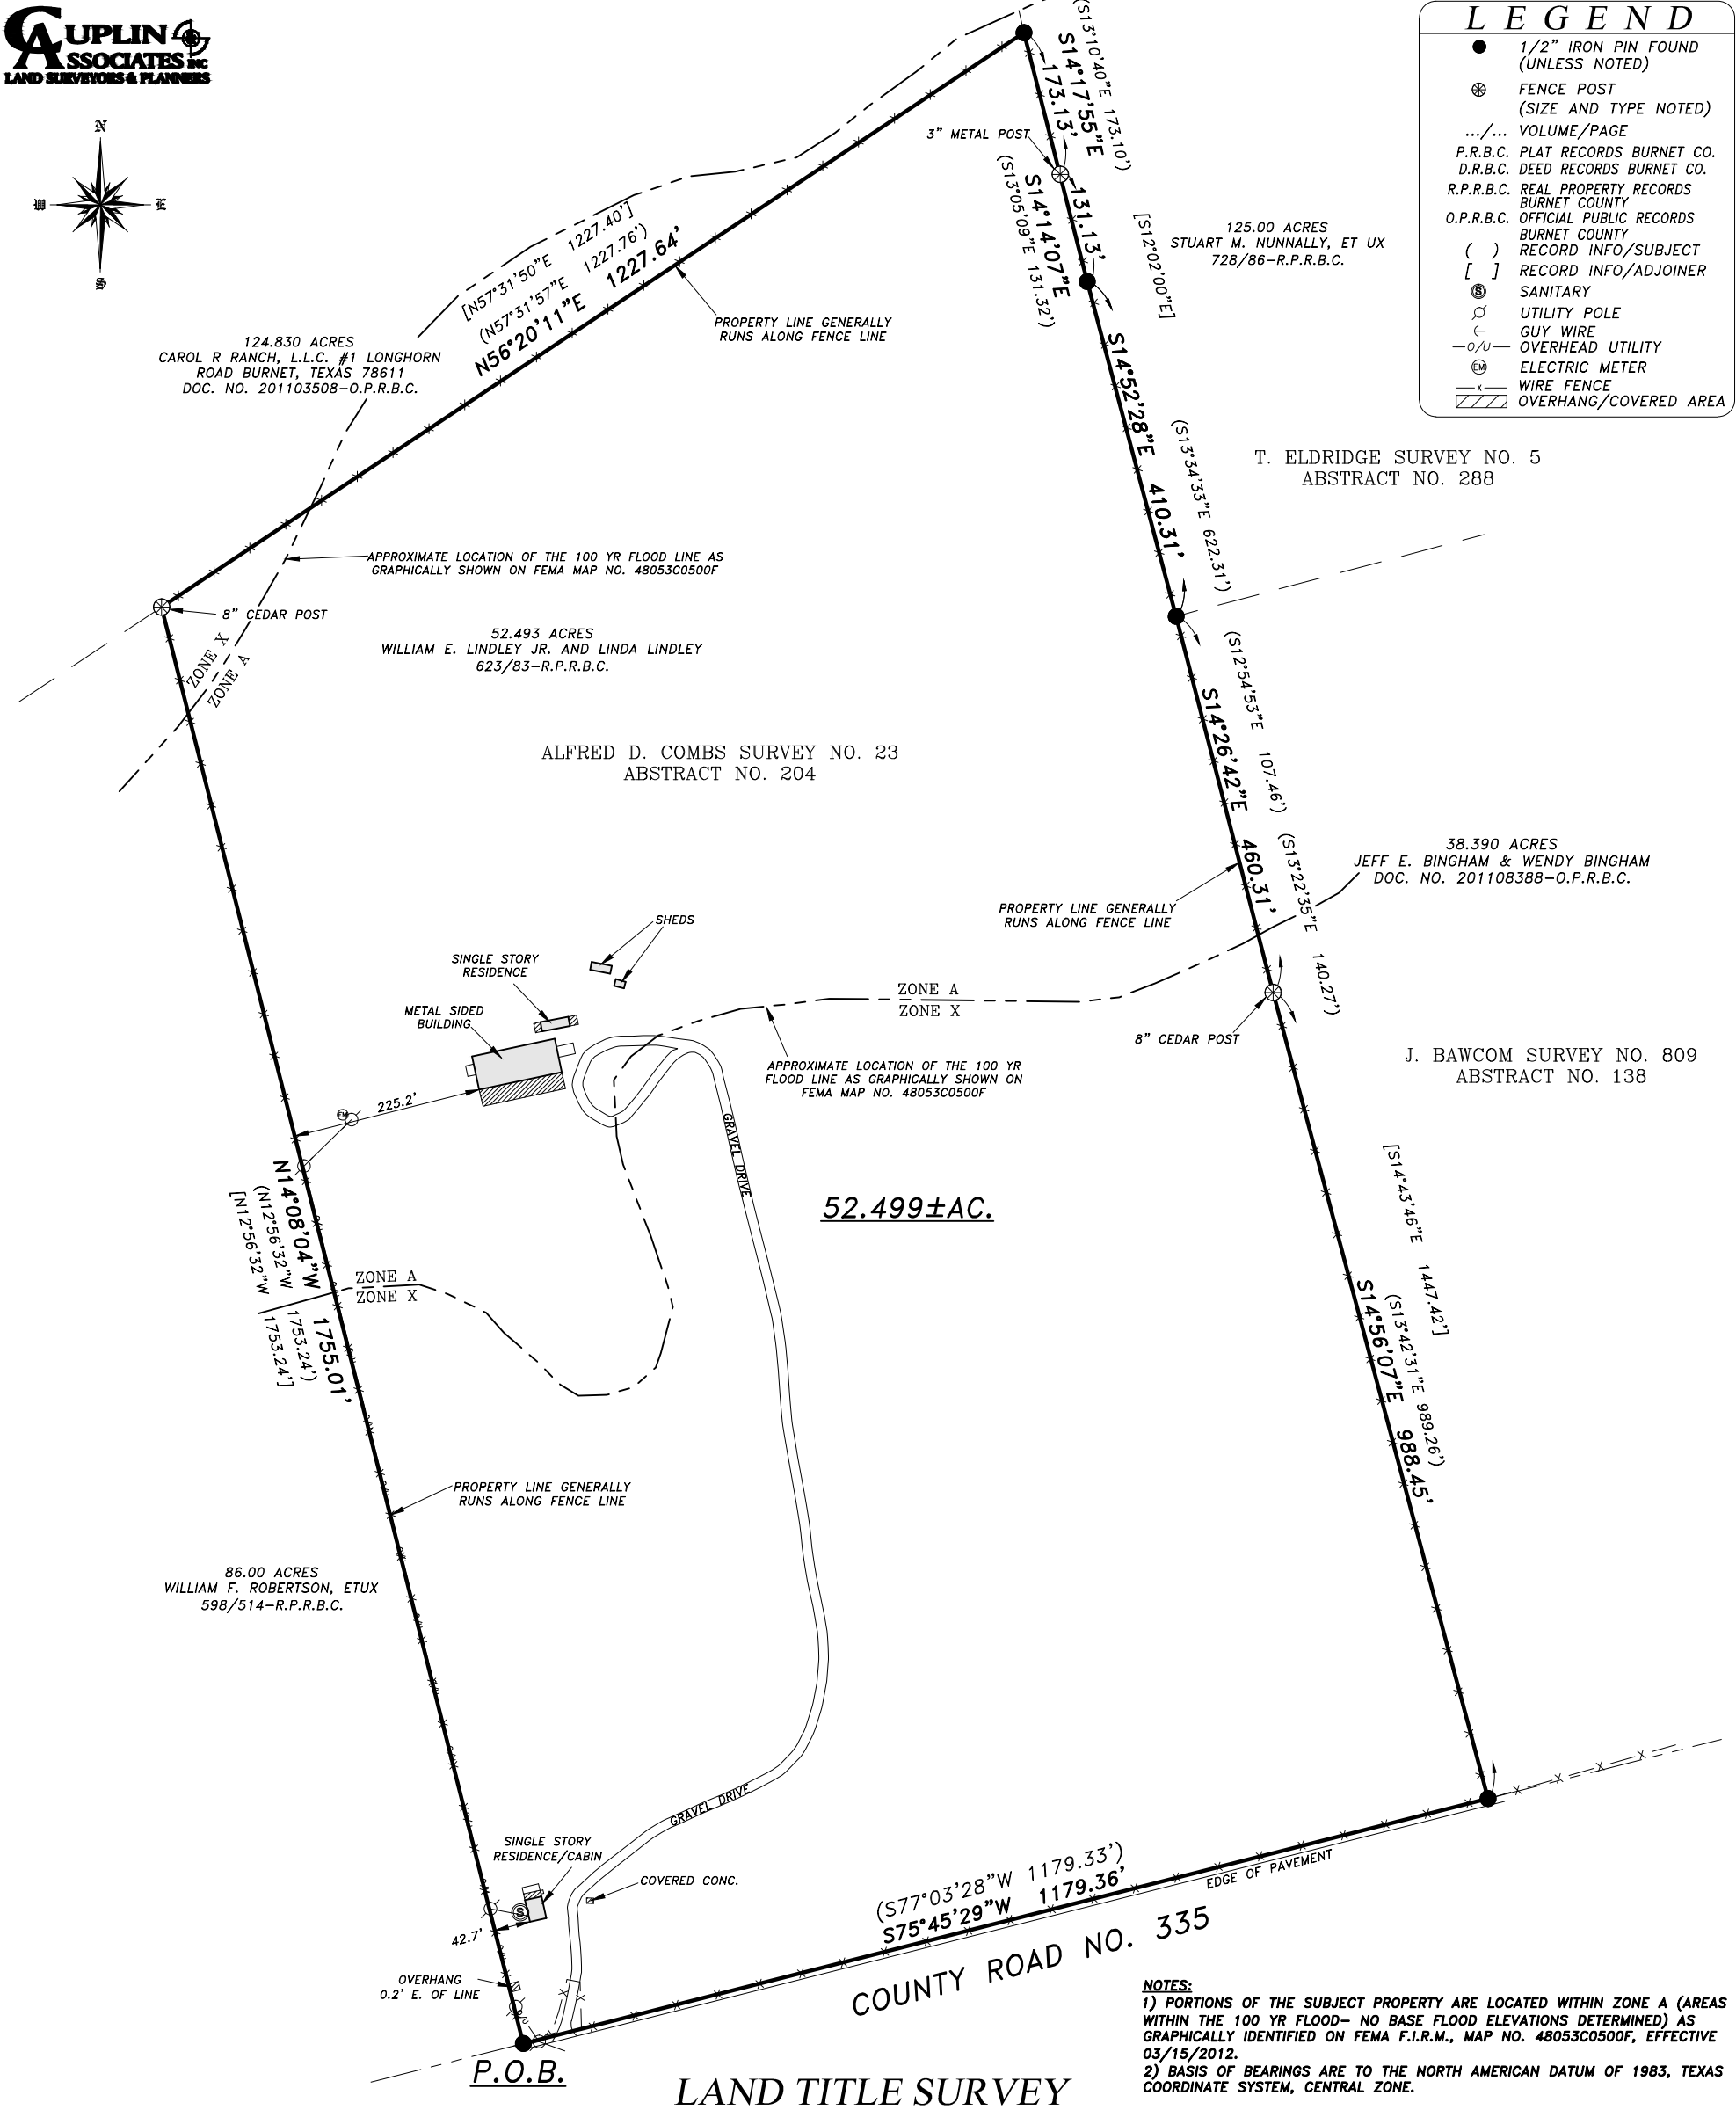 CUPLIN
ASSOCIATES INC
LAND SURVEYORS & PLANNERS
N
W E
S
LEGEND
1/2" IRON PIN FOUND
(UNLESS NOTED)
FENCE POST
(SIZE AND TYPE NOTED)
.../... VOLUME/PAGE
P.R.B.C. PLAT RECORDS BURNET CO.
D.R.B.C. DEED RECORDS BURNET CO.
R.P.R.B.C. REAL PROPERTY RECORDS
BURNET COUNTY
O.P.R.B.C. OFFICIAL PUBLIC RECORDS
BURNET COUNTY
( ) RECORD INFO/SUBJECT
[ ] RECORD INFO/ADJOINER
S SANITARY
UTILITY POLE
GUY WIRE
—O/U— OVERHEAD UTILITY
EM ELECTRIC METER
—x— WIRE FENCE
OVERHANG/COVERED AREA
(S13°10'40"E 173.10')
S14°17'55"E
173.13'
3" METAL POST
131.13'
S14°14'07"E
(S13°05'09"E 131.32')
[S12°02'00"E]
125.00 ACRES
STUART M. NUNNALLY, ET UX
728/86-R.P.R.B.C.
[N57°31'50"E 1227.40']
(N57°31'57"E 1227.76')
N56°20'11"E 1227.64'
PROPERTY LINE GENERALLY
RUNS ALONG FENCE LINE
124.830 ACRES
CAROL R RANCH, L.L.C. #1 LONGHORN
ROAD BURNET, TEXAS 78611
DOC. NO. 201103508-O.P.R.B.C.
S14°52'28"E 410.31'
(S13°34'33"E 622.31')
T. ELDRIDGE SURVEY NO. 5
ABSTRACT NO. 288
APPROXIMATE LOCATION OF THE 100 YR FLOOD LINE AS
GRAPHICALLY SHOWN ON FEMA MAP NO. 48053C0500F
8" CEDAR POST
ZONE X
ZONE A
52.493 ACRES
WILLIAM E. LINDLEY JR. AND LINDA LINDLEY
623/83-R.P.R.B.C.
ALFRED D. COMBS SURVEY NO. 23
ABSTRACT NO. 204
(S12°54'53"E 107.46')
S14°26'42"E 460.31'
(S13°22'35"E 140.27')
38.390 ACRES
JEFF E. BINGHAM & WENDY BINGHAM
DOC. NO. 201108388-O.P.R.B.C.
PROPERTY LINE GENERALLY
RUNS ALONG FENCE LINE
SHEDS
SINGLE STORY
RESIDENCE
METAL SIDED
BUILDING
ZONE A
ZONE X
8" CEDAR POST
APPROXIMATE LOCATION OF THE 100 YR
FLOOD LINE AS GRAPHICALLY SHOWN ON
FEMA MAP NO. 48053C0500F
J. BAWCOM SURVEY NO. 809
ABSTRACT NO. 138
225.2'
EM
GRAVEL DRIVE
52.499±AC.
N14°08'04"W 1755.01'
(N12°56'32"W 1753.24')
[N12°56'32"W 1753.24']
ZONE A
ZONE X
[S14°43'46"E 1447.42']
(S13°42'31"E 989.26')
S14°56'07"E 988.45'
PROPERTY LINE GENERALLY
RUNS ALONG FENCE LINE
86.00 ACRES
WILLIAM F. ROBERTSON, ETUX
598/514-R.P.R.B.C.
GRAVEL DRIVE
SINGLE STORY
RESIDENCE/CABIN
COVERED CONC.
S
42.7'
OVERHANG
0.2' E. OF LINE
(S77°03'28"W 1179.33')
S75°45'29"W 1179.36'
EDGE OF PAVEMENT
COUNTY ROAD NO. 335
P.O.B.
LAND TITLE SURVEY
NOTES:
1) PORTIONS OF THE SUBJECT PROPERTY ARE LOCATED WITHIN ZONE A (AREAS
WITHIN THE 100 YR FLOOD- NO BASE FLOOD ELEVATIONS DETERMINED) AS
GRAPHICALLY IDENTIFIED ON FEMA F.I.R.M., MAP NO. 48053C0500F, EFFECTIVE
03/15/2012.
2) BASIS OF BEARINGS ARE TO THE NORTH AMERICAN DATUM OF 1983, TEXAS
COORDINATE SYSTEM, CENTRAL ZONE.